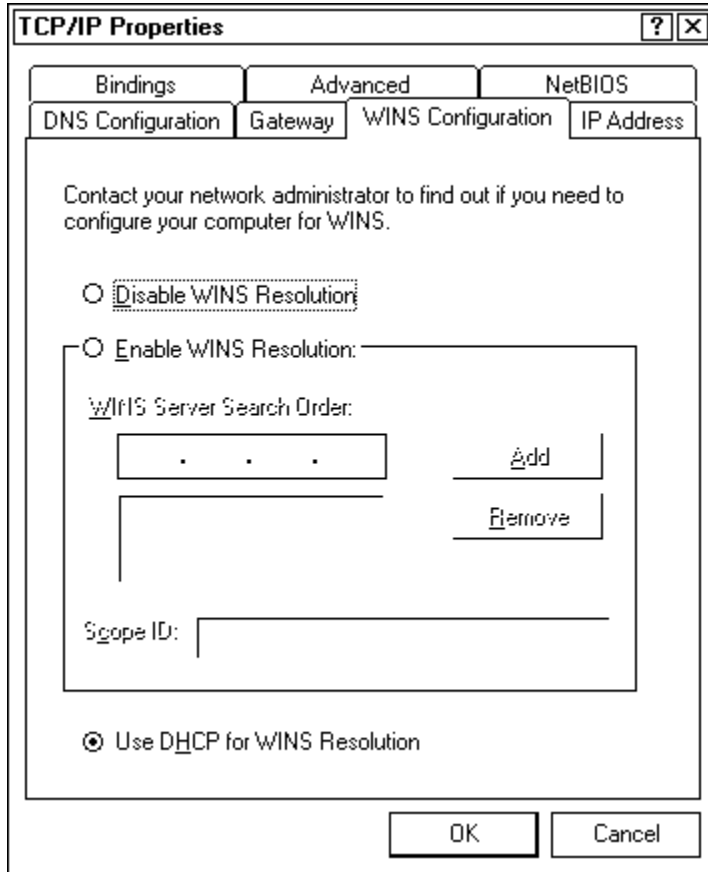 TCP/IP Properties
Bindings Advanced NetBIOS
DNS Configuration Gateway WINS Configuration IP Address
Contact your network administrator to find out if you need to
configure your computer for WINS.
Disable WINS Resolution
Enable WINS Resolution:
WINS Server Search Order:
. . .
Add
Remove
Scope ID:
Use DHCP for WINS Resolution
OK Cancel